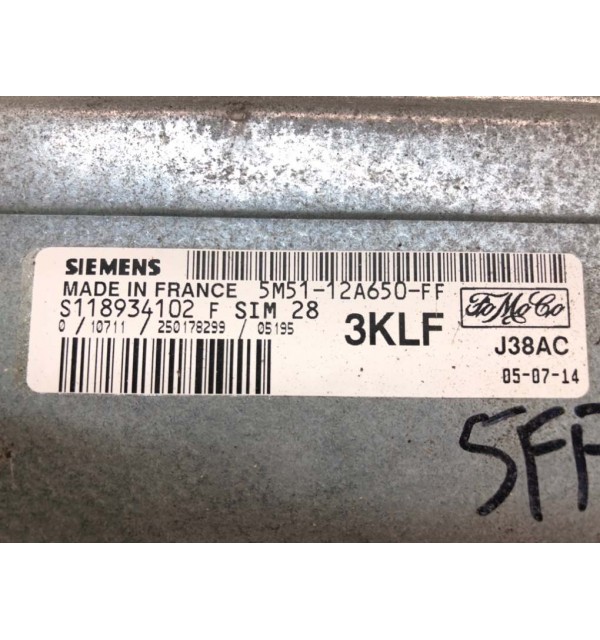 SIEMENS
MADE IN FRANCE 5M51-12A650-FF
S118934102 F SIM 28
0 / 10711 / 250178299 / 05195
3KLF
FoMoCo
J38AC
05-07-14
5FF